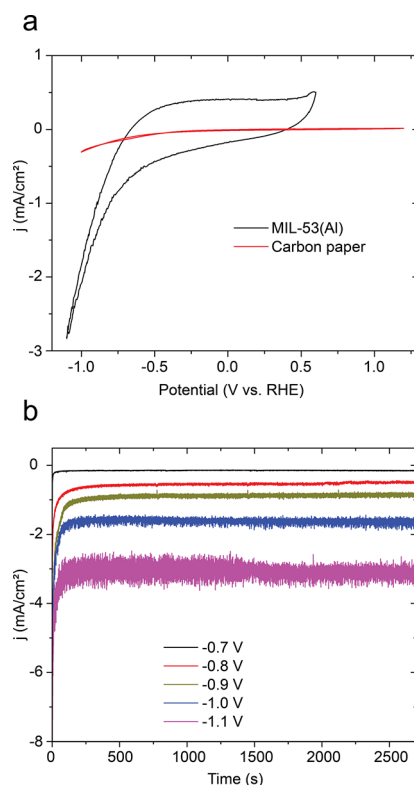 a
1
0
-1
-2
-3
j (mA/cm²)
MIL-53(Al)
Carbon paper
-1.0 -0.5 0.0 0.5 1.0
Potential (V vs. RHE)
b
0
-2
-4
-6
-8
j (mA/cm²)
-0.7 V
-0.8 V
-0.9 V
-1.0 V
-1.1 V
0 500 1000 1500 2000 2500
Time (s)